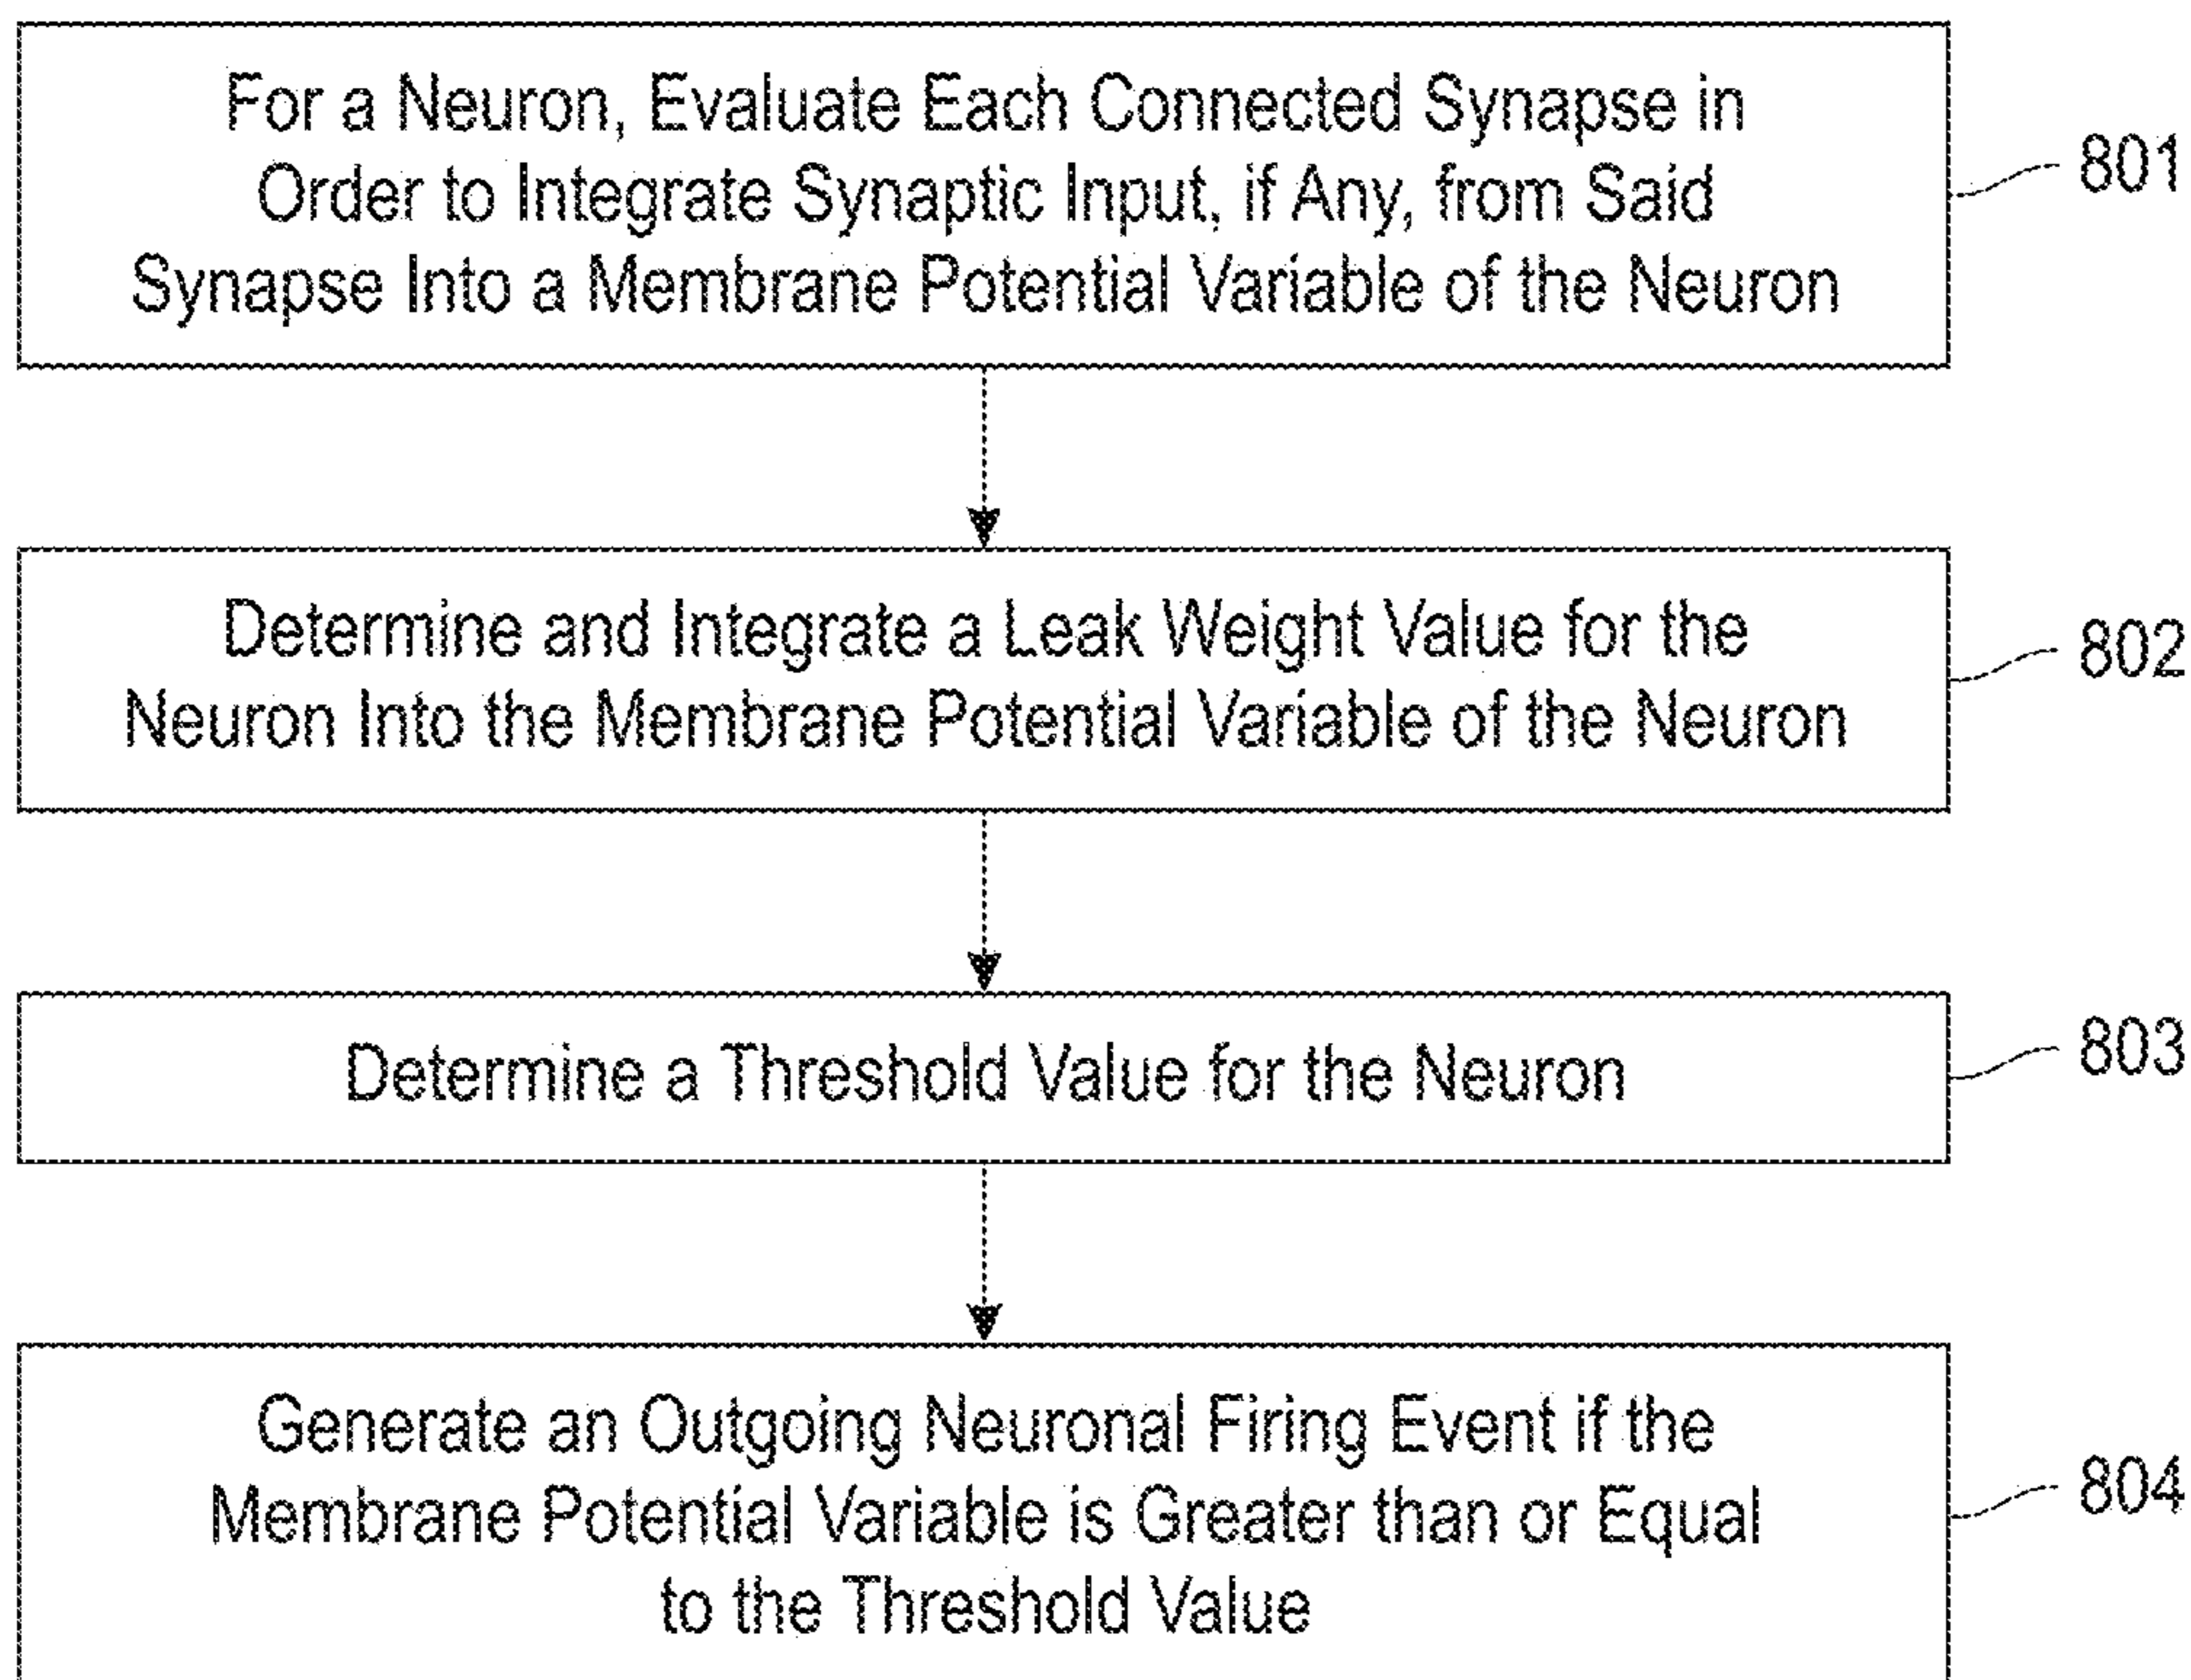 For a Neuron, Evaluate Each Connected Synapse in
Order to Integrate Synaptic Input, if Any, from Said
Synapse Into a Membrane Potential Variable of the Neuron
801
Determine and Integrate a Leak Weight Value for the
Neuron Into the Membrane Potential Variable of the Neuron
802
Determine a Threshold Value for the Neuron
803
Generate an Outgoing Neuronal Firing Event if the
Membrane Potential Variable is Greater than or Equal
to the Threshold Value
804